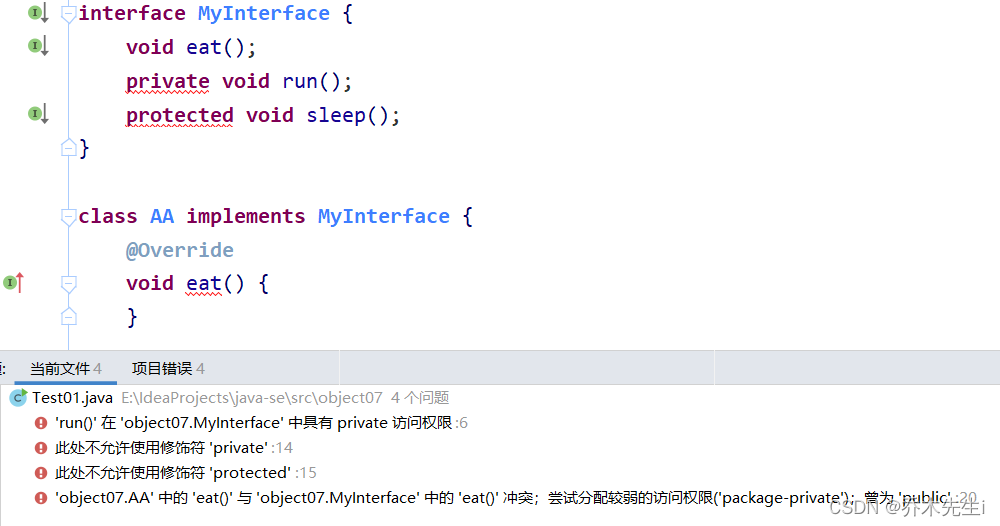 interface MyInterface {
void eat();
private void run();
protected void sleep();
}
class AA implements MyInterface {
@Override
void eat() {
}
当前文件 4 项目错误 4
Test01.java E:\IdeaProjects\java-se\src\object07 4 个问题
'run()' 在 'object07.MyInterface' 中具有 private 访问权限 :6
此处不允许使用修饰符 'private' :14
此处不允许使用修饰符 'protected' :15
'object07.AA' 中的 'eat()' 与 'object07.MyInterface' 中的 'eat()' 冲突；尝试分配较弱的访问权限('package-private')；曾为 'public' :20
CSDN @乔木先生i